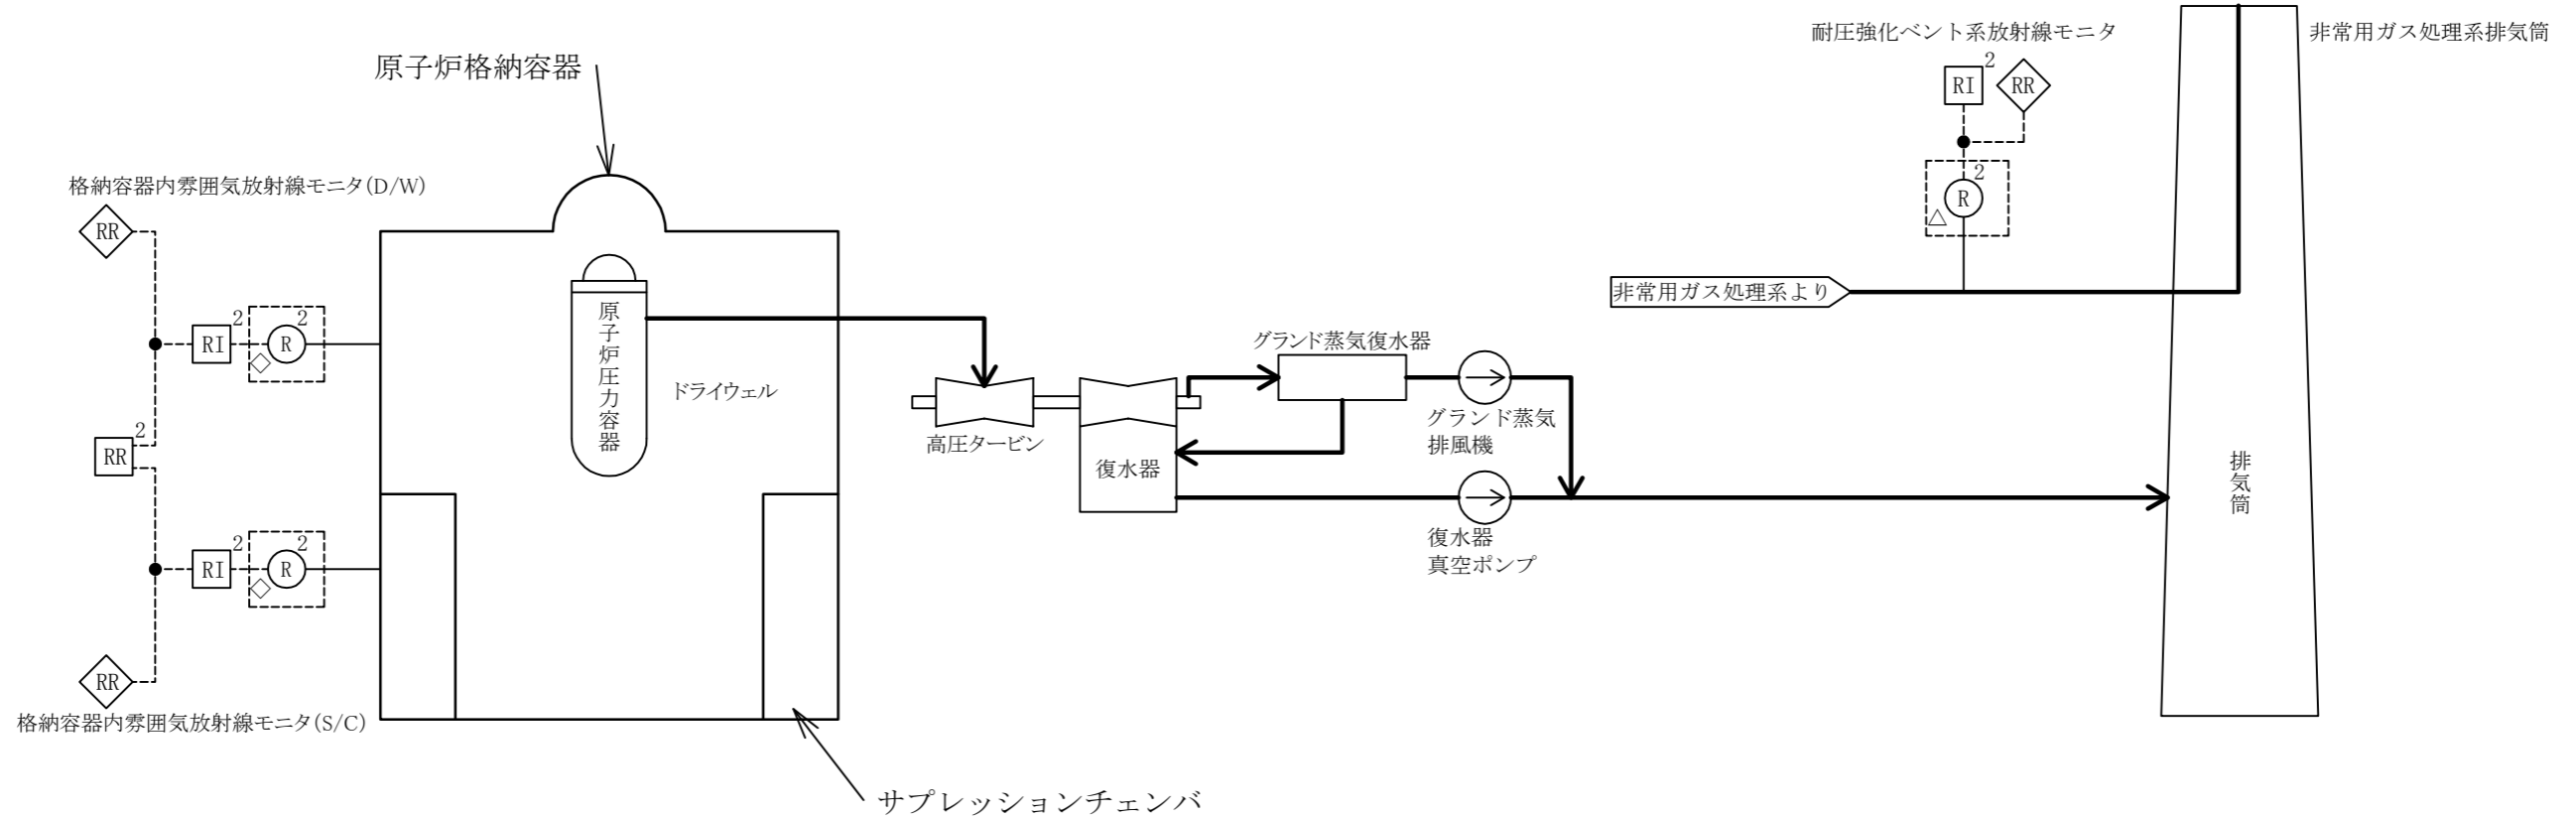 原子炉格納容器
格納容器内雰囲気放射線モニタ(D/W)
RR
RI
2
R
2
◇
RR
2
RI
2
R
2
◇
RR
格納容器内雰囲気放射線モニタ(S/C)
原子炉圧力容器
ドライウェル
サプレッションチェンバ
高圧タービン
復水器
グランド蒸気復水器
グランド蒸気
排風機
復水器
真空ポンプ
耐圧強化ベント系放射線モニタ
RI
2
RR
R
2
△
非常用ガス処理系より
非常用ガス処理系排気筒
排気筒